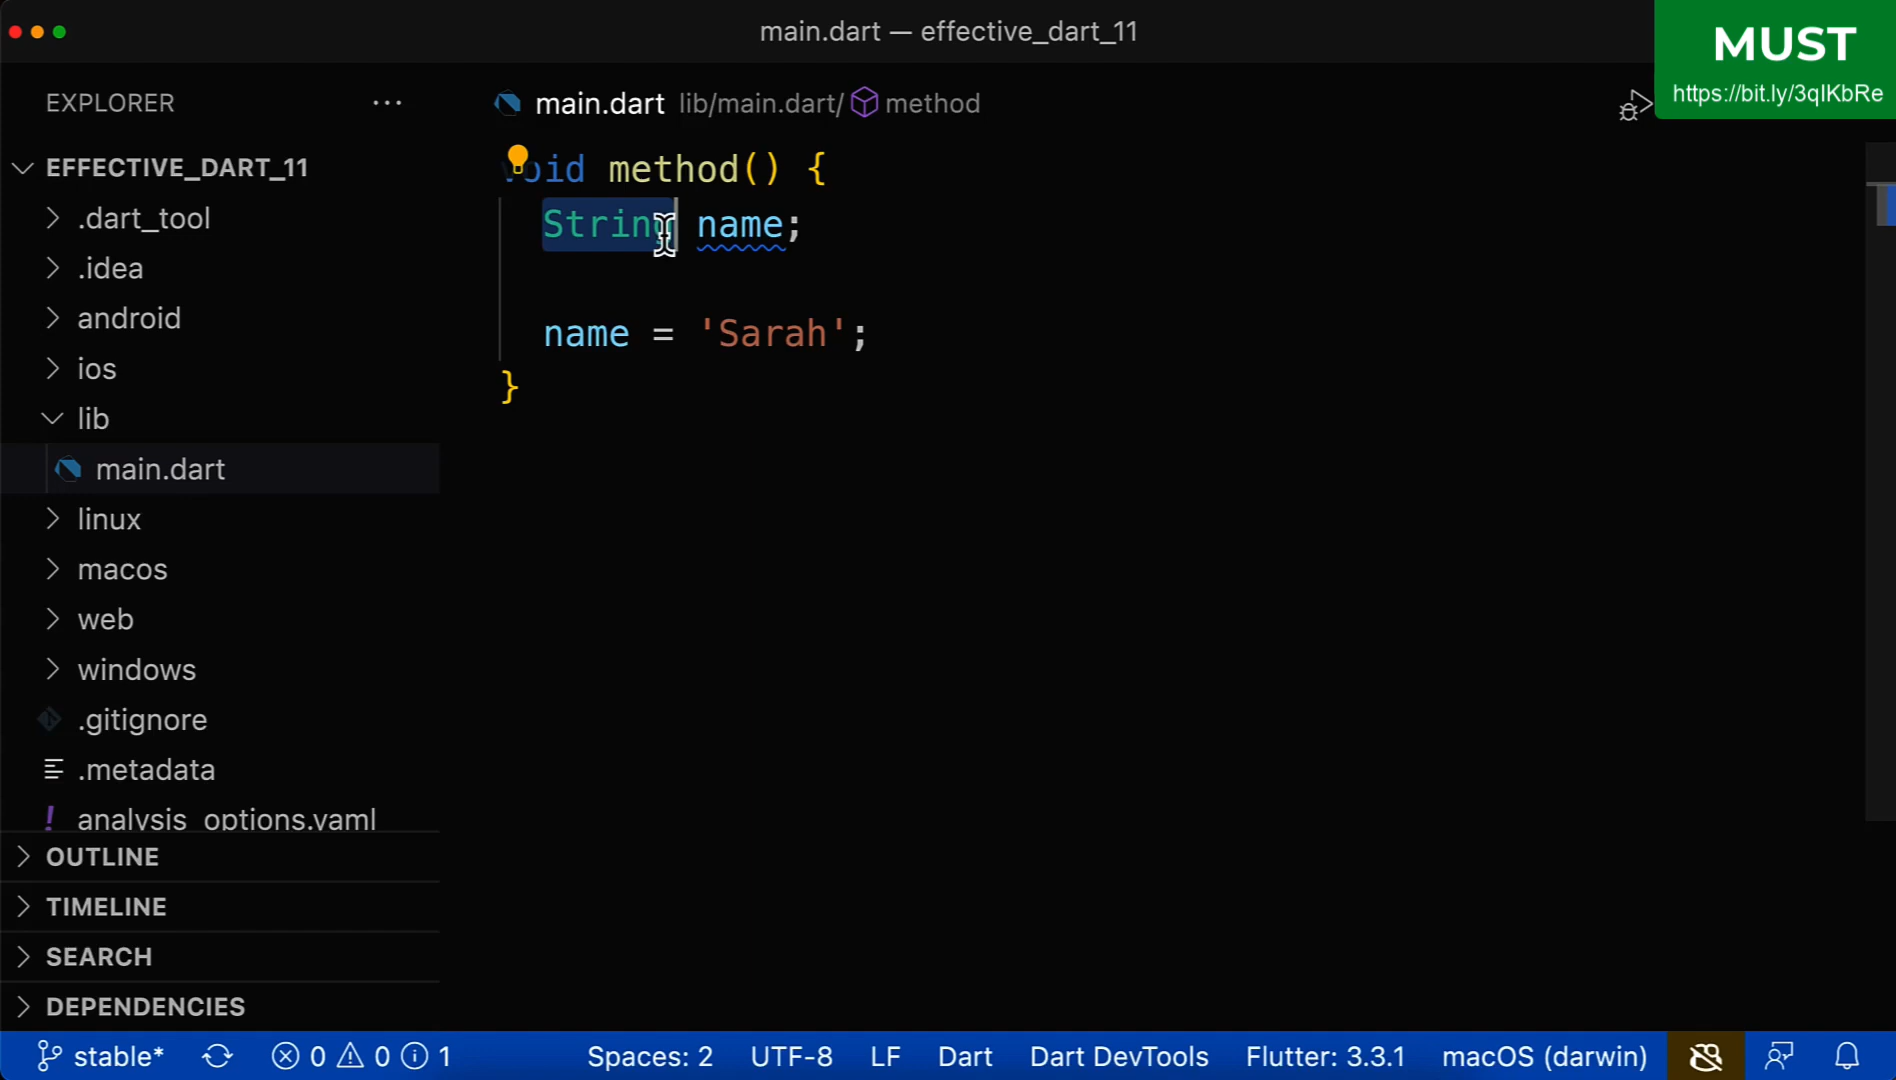 main.dart — effective_dart_11
MUST
https://bit.ly/3qIKbRe
EXPLORER
main.dart lib/main.dart/ method
EFFECTIVE_DART_11
.dart_tool
.idea
android
ios
lib
main.dart
linux
macos
web
windows
.gitignore
.metadata
analysis_options.yaml
OUTLINE
TIMELINE
SEARCH
DEPENDENCIES
void method() {
String name;
name = 'Sarah';
}
stable* 0 0 1 Spaces: 2 UTF-8 LF Dart Dart DevTools Flutter: 3.3.1 macOS (darwin)